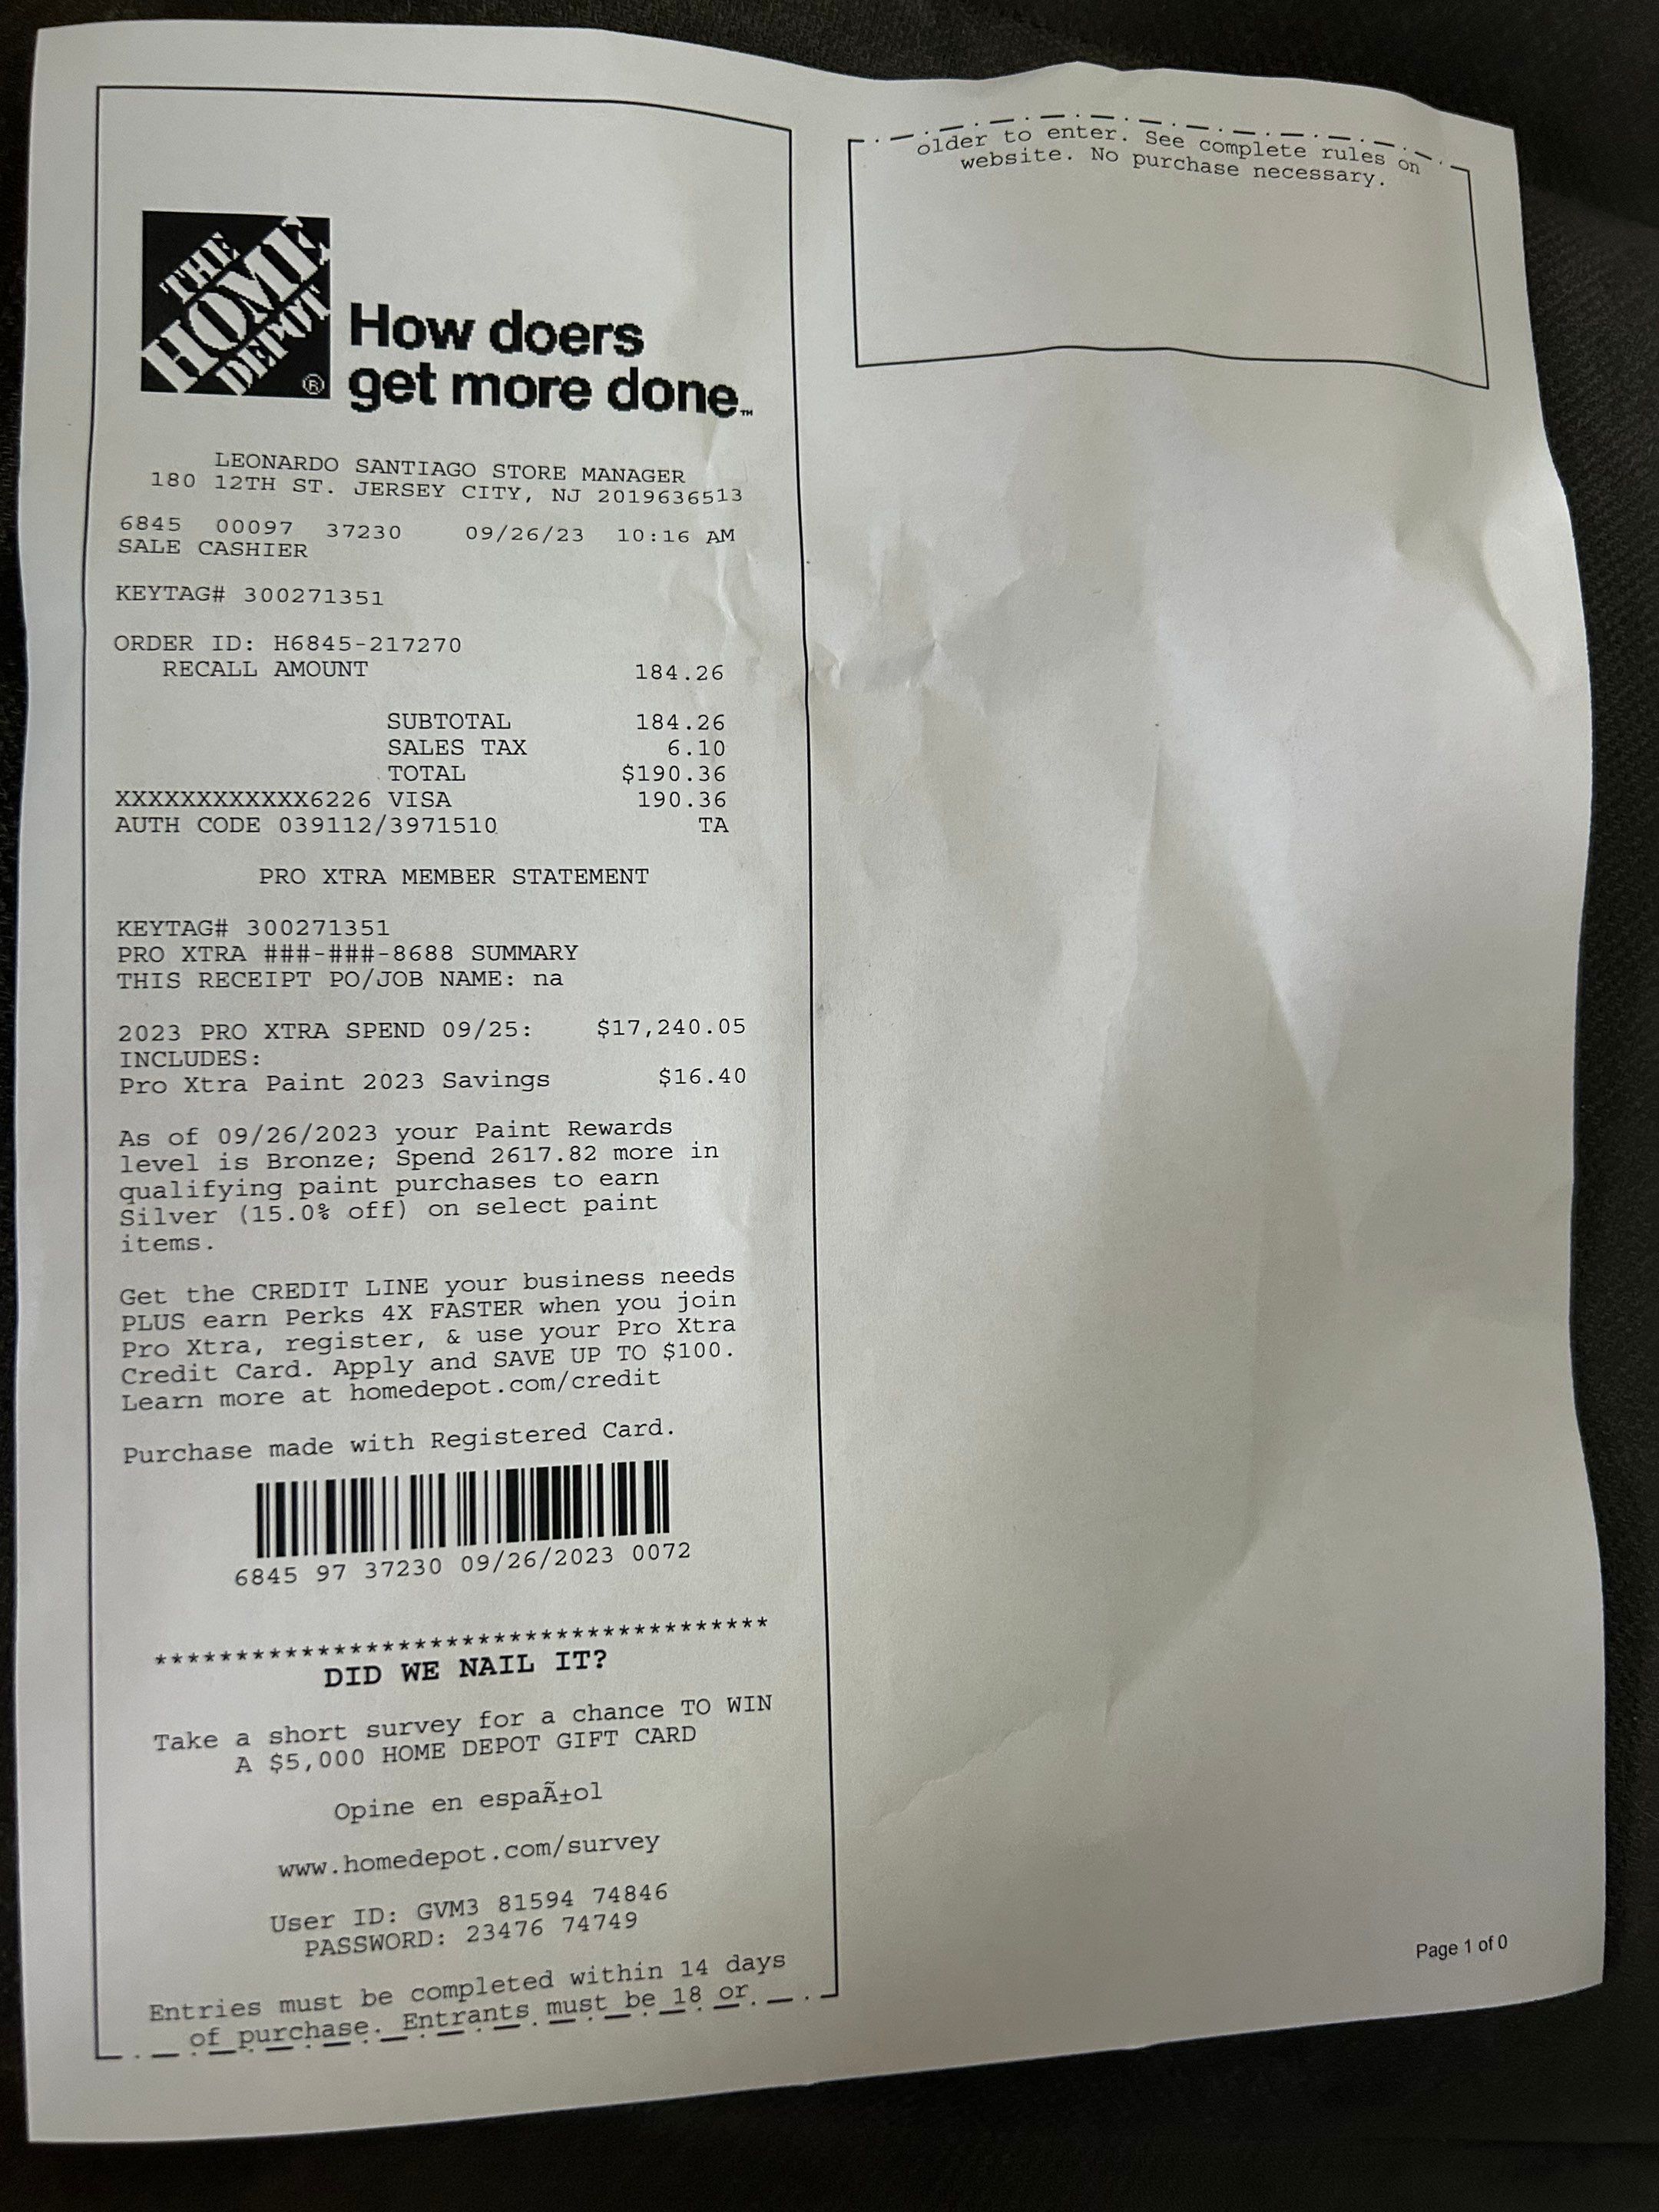 THE
HOME
DEPOT
®
How doers
get more done™
LEONARDO SANTIAGO STORE MANAGER
180 12TH ST. JERSEY CITY, NJ 2019636513
6845 00097 37230 09/26/23 10:16 AM
SALE CASHIER
KEYTAG# 300271351
ORDER ID: H6845-217270
RECALL AMOUNT 184.26
SUBTOTAL 184.26
SALES TAX 6.10
TOTAL $190.36
XXXXXXXXXXXX6226 VISA 190.36
AUTH CODE 039112/3971510 TA
PRO XTRA MEMBER STATEMENT
KEYTAG# 300271351
PRO XTRA ###-###-8688 SUMMARY
THIS RECEIPT PO/JOB NAME: na
2023 PRO XTRA SPEND 09/25: $17,240.05
INCLUDES:
Pro Xtra Paint 2023 Savings $16.40
As of 09/26/2023 your Paint Rewards
level is Bronze; Spend 2617.82 more in
qualifying paint purchases to earn
Silver (15.0% off) on select paint
items.
Get the CREDIT LINE your business needs
PLUS earn Perks 4X FASTER when you join
Pro Xtra, register, & use your Pro Xtra
Credit Card. Apply and SAVE UP TO $100.
Learn more at homedepot.com/credit
Purchase made with Registered Card.
6845 97 37230 09/26/2023 0072
***************************************
DID WE NAIL IT?
Take a short survey for a chance TO WIN
A $5,000 HOME DEPOT GIFT CARD
Opine en espaÃ±ol
www.homedepot.com/survey
User ID: GVM3 81594 74846
PASSWORD: 23476 74749
Entries must be completed within 14 days
of purchase. Entrants must be 18 or
older to enter. See complete rules on
website. No purchase necessary.
Page 1 of 0